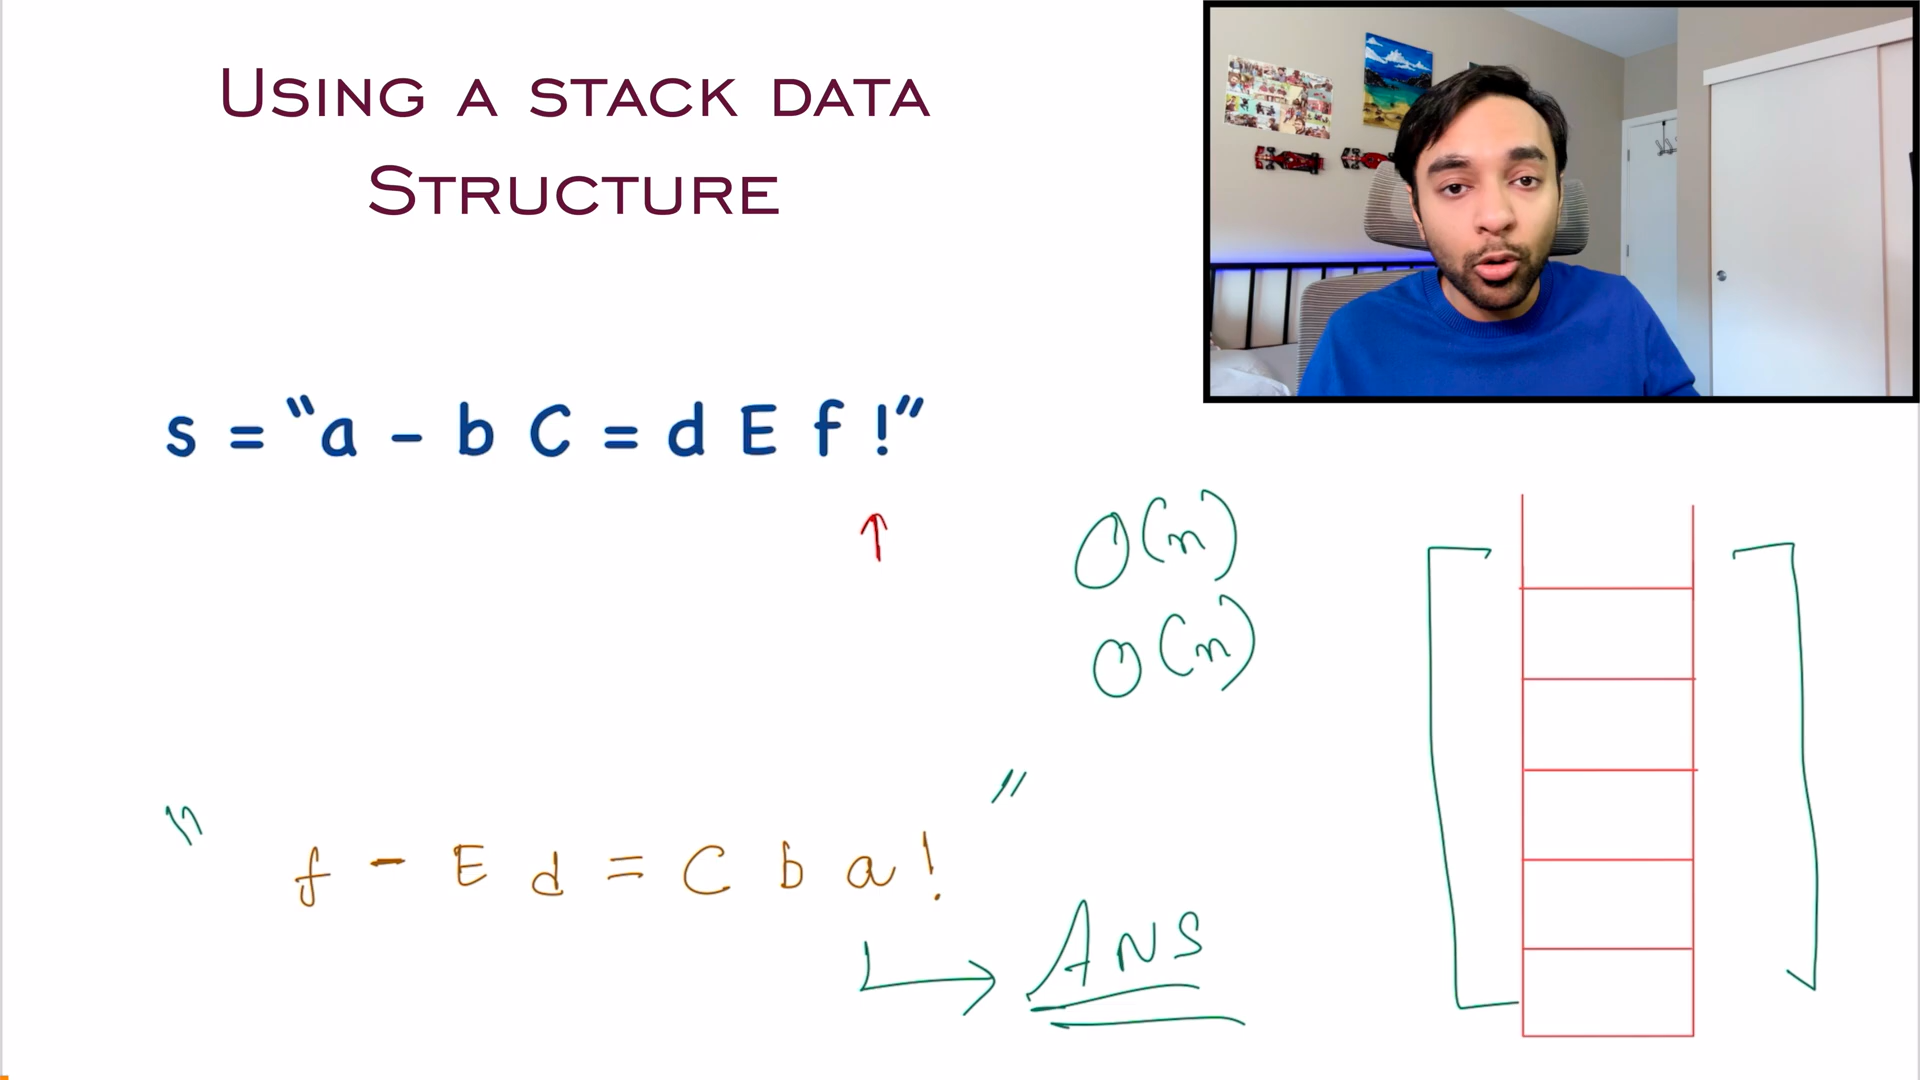 USING A STACK DATA
STRUCTURE
s = "a - b C = d E f !"
O(n)
O(n)
" f - E d = C b a ! "
ANS